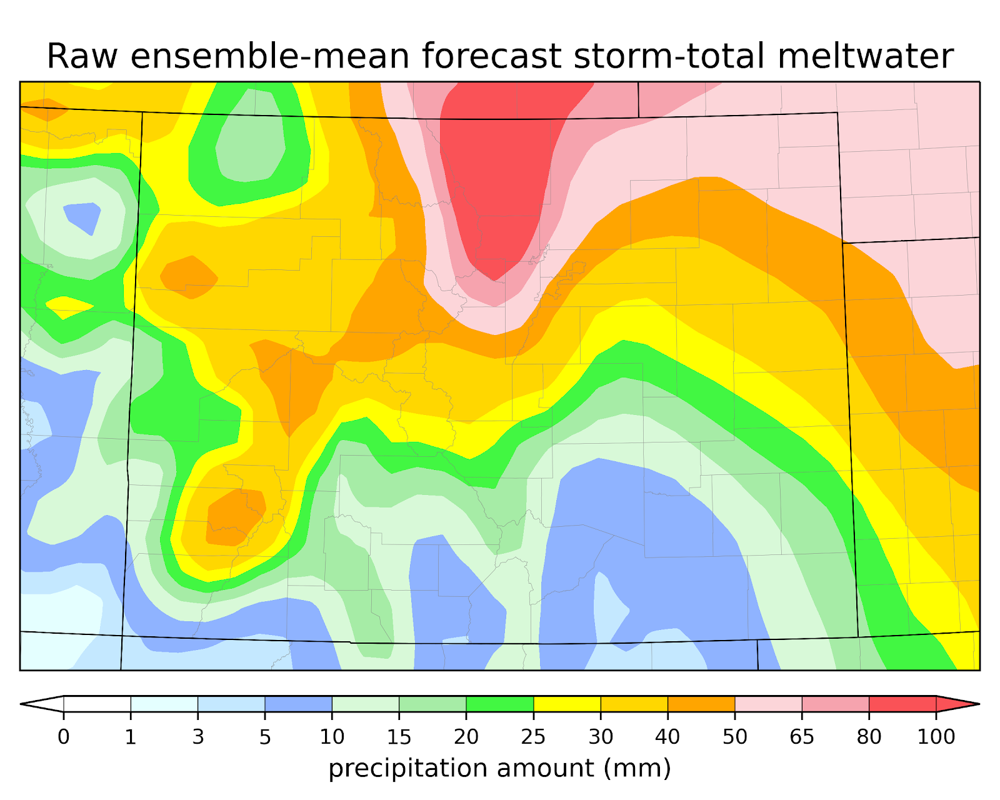 Raw ensemble-mean forecast storm-total meltwater
0 1 3 5 10 15 20 25 30 40 50 65 80 100
precipitation amount (mm)